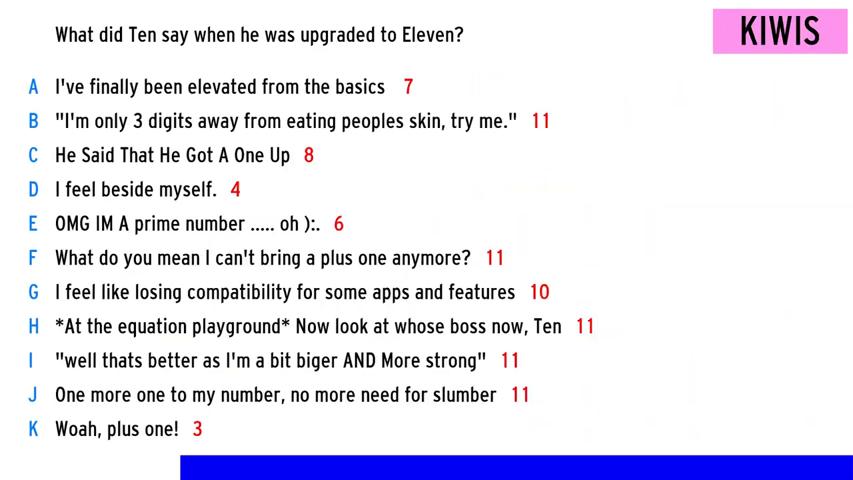 What did Ten say when he was upgraded to Eleven?
KIWIS
A I've finally been elevated from the basics 7
B "I'm only 3 digits away from eating peoples skin, try me." 11
C He Said That He Got A One Up 8
D I feel beside myself. 4
E OMG IM A prime number ..... oh ):. 6
F What do you mean I can't bring a plus one anymore? 11
G I feel like losing compatibility for some apps and features 10
H *At the equation playground* Now look at whose boss now, Ten 11
I "well thats better as I'm a bit biger AND More strong" 11
J One more one to my number, no more need for slumber 11
K Woah, plus one! 3